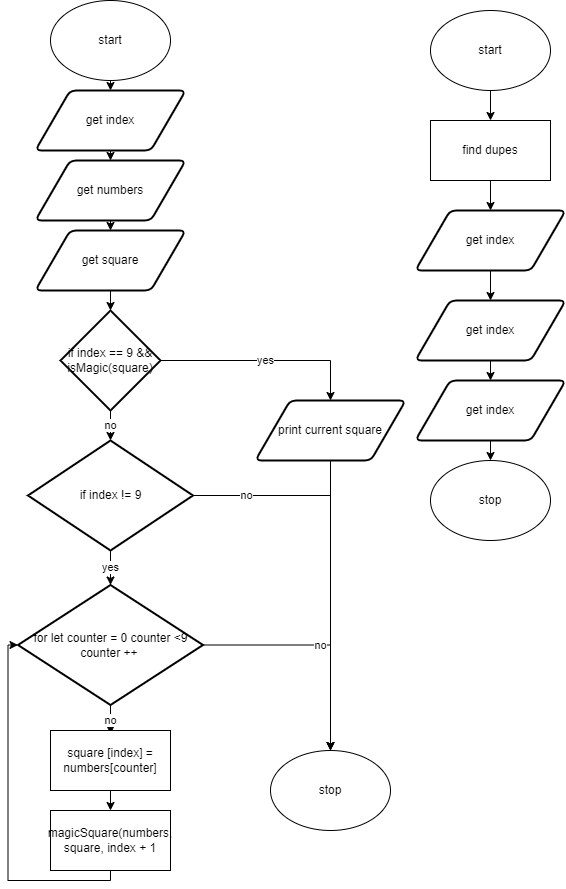 start
get index
get numbers
get square
if index == 9 &&
isMagic(square)
yes
print current square
no
if index != 9
no
yes
for let counter = 0 counter <9
counter ++
no
no
square [index] =
numbers[counter]
magicSquare(numbers,
square, index + 1
stop
start
find dupes
get index
get index
get index
stop